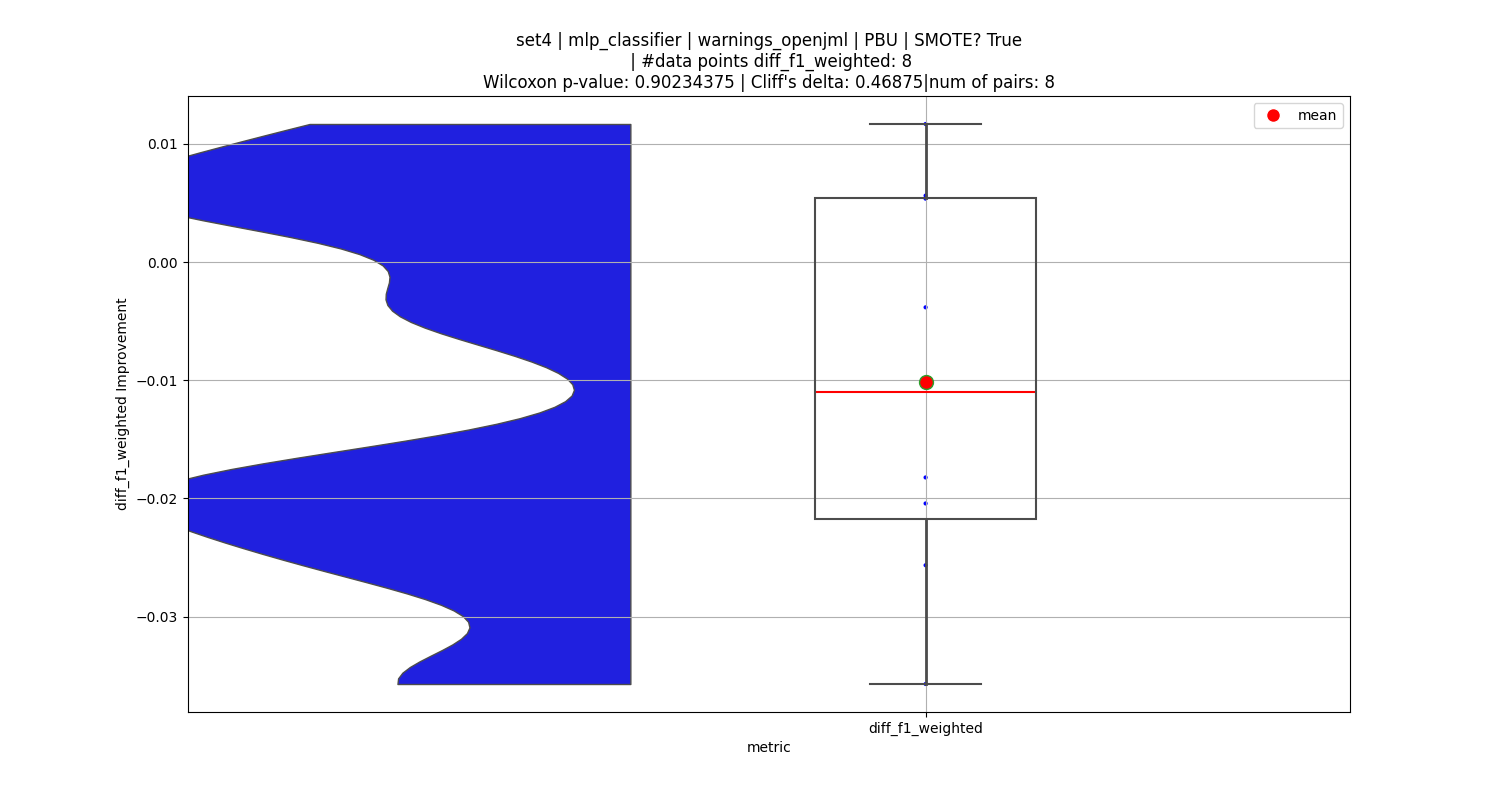 set4 | mlp_classifier | warnings_openjml | PBU | SMOTE? True
| #data points diff_f1_weighted: 8
Wilcoxon p-value: 0.90234375 | Cliff's delta: 0.46875|num of pairs: 8
mean
0.01
0.00
−0.01
−0.02
−0.03
diff_f1_weighted Improvement
diff_f1_weighted
metric